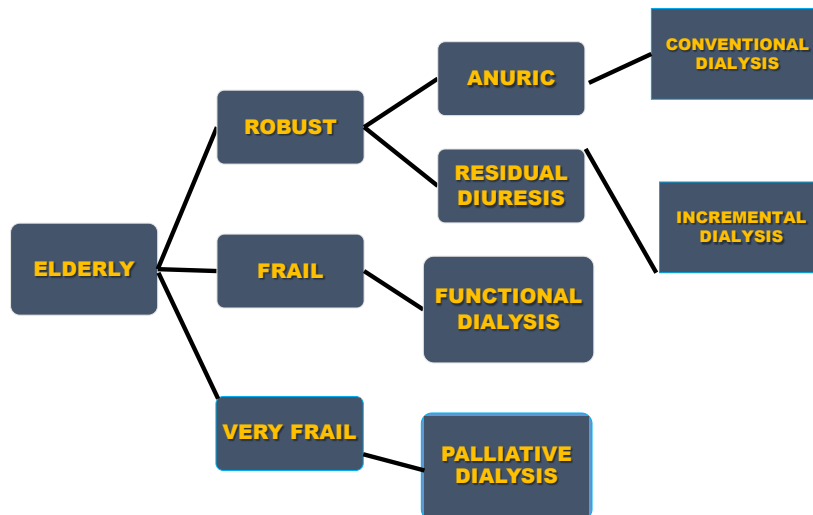 ELDERLY
ROBUST
FRAIL
VERY FRAIL
ANURIC
RESIDUAL
DIURESIS
FUNCTIONAL
DIALYSIS
PALLIATIVE
DIALYSIS
CONVENTIONAL
DIALYSIS
INCREMENTAL
DIALYSIS